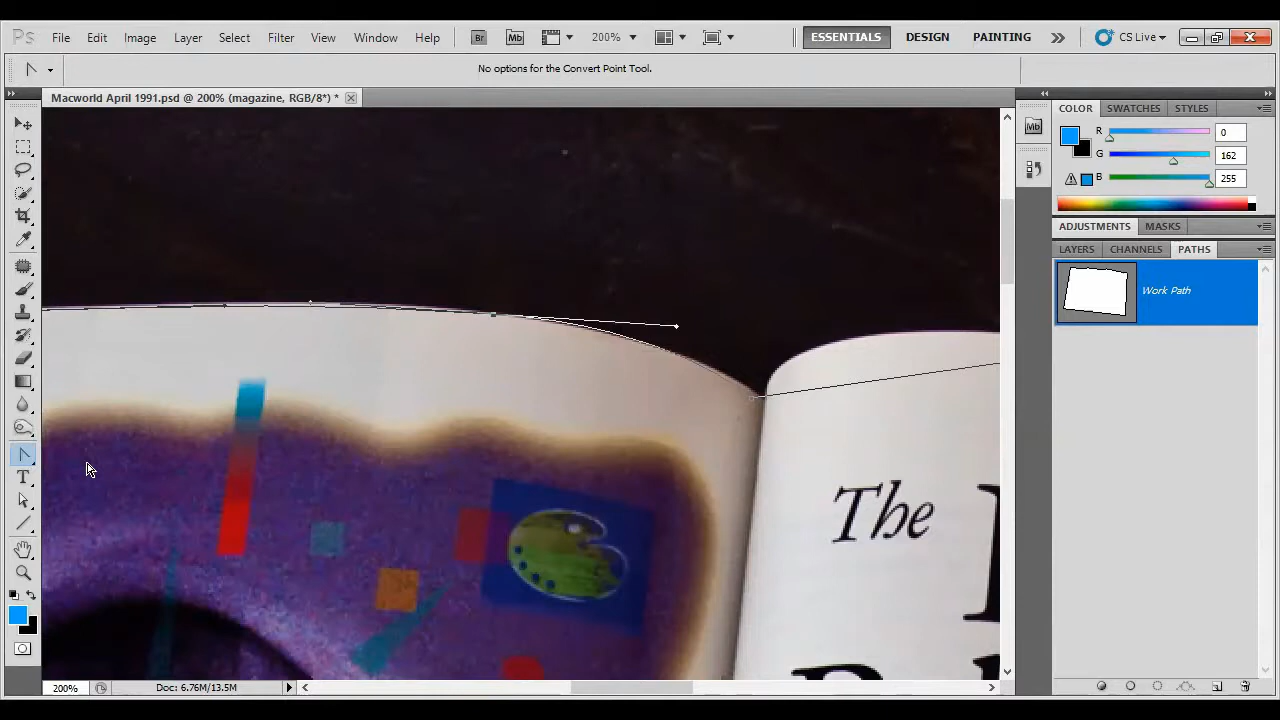 Ps File Edit Image Layer Select Filter View Window Help Br Mb 200% ESSENTIALS DESIGN PAINTING CS Live
No options for the Convert Point Tool.
Macworld April 1991.psd @ 200% (magazine, RGB/8*) *
COLOR SWATCHES STYLES
Mb
R 0
G 162
B 255
ADJUSTMENTS MASKS
LAYERS CHANNELS PATHS
Work Path
T
The
200% Doc: 6.76M/13.5M